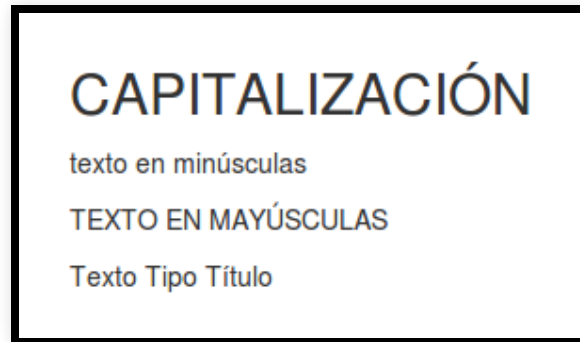 CAPITALIZACIÓN
texto en minúsculas
TEXTO EN MAYÚSCULAS
Texto Tipo Título